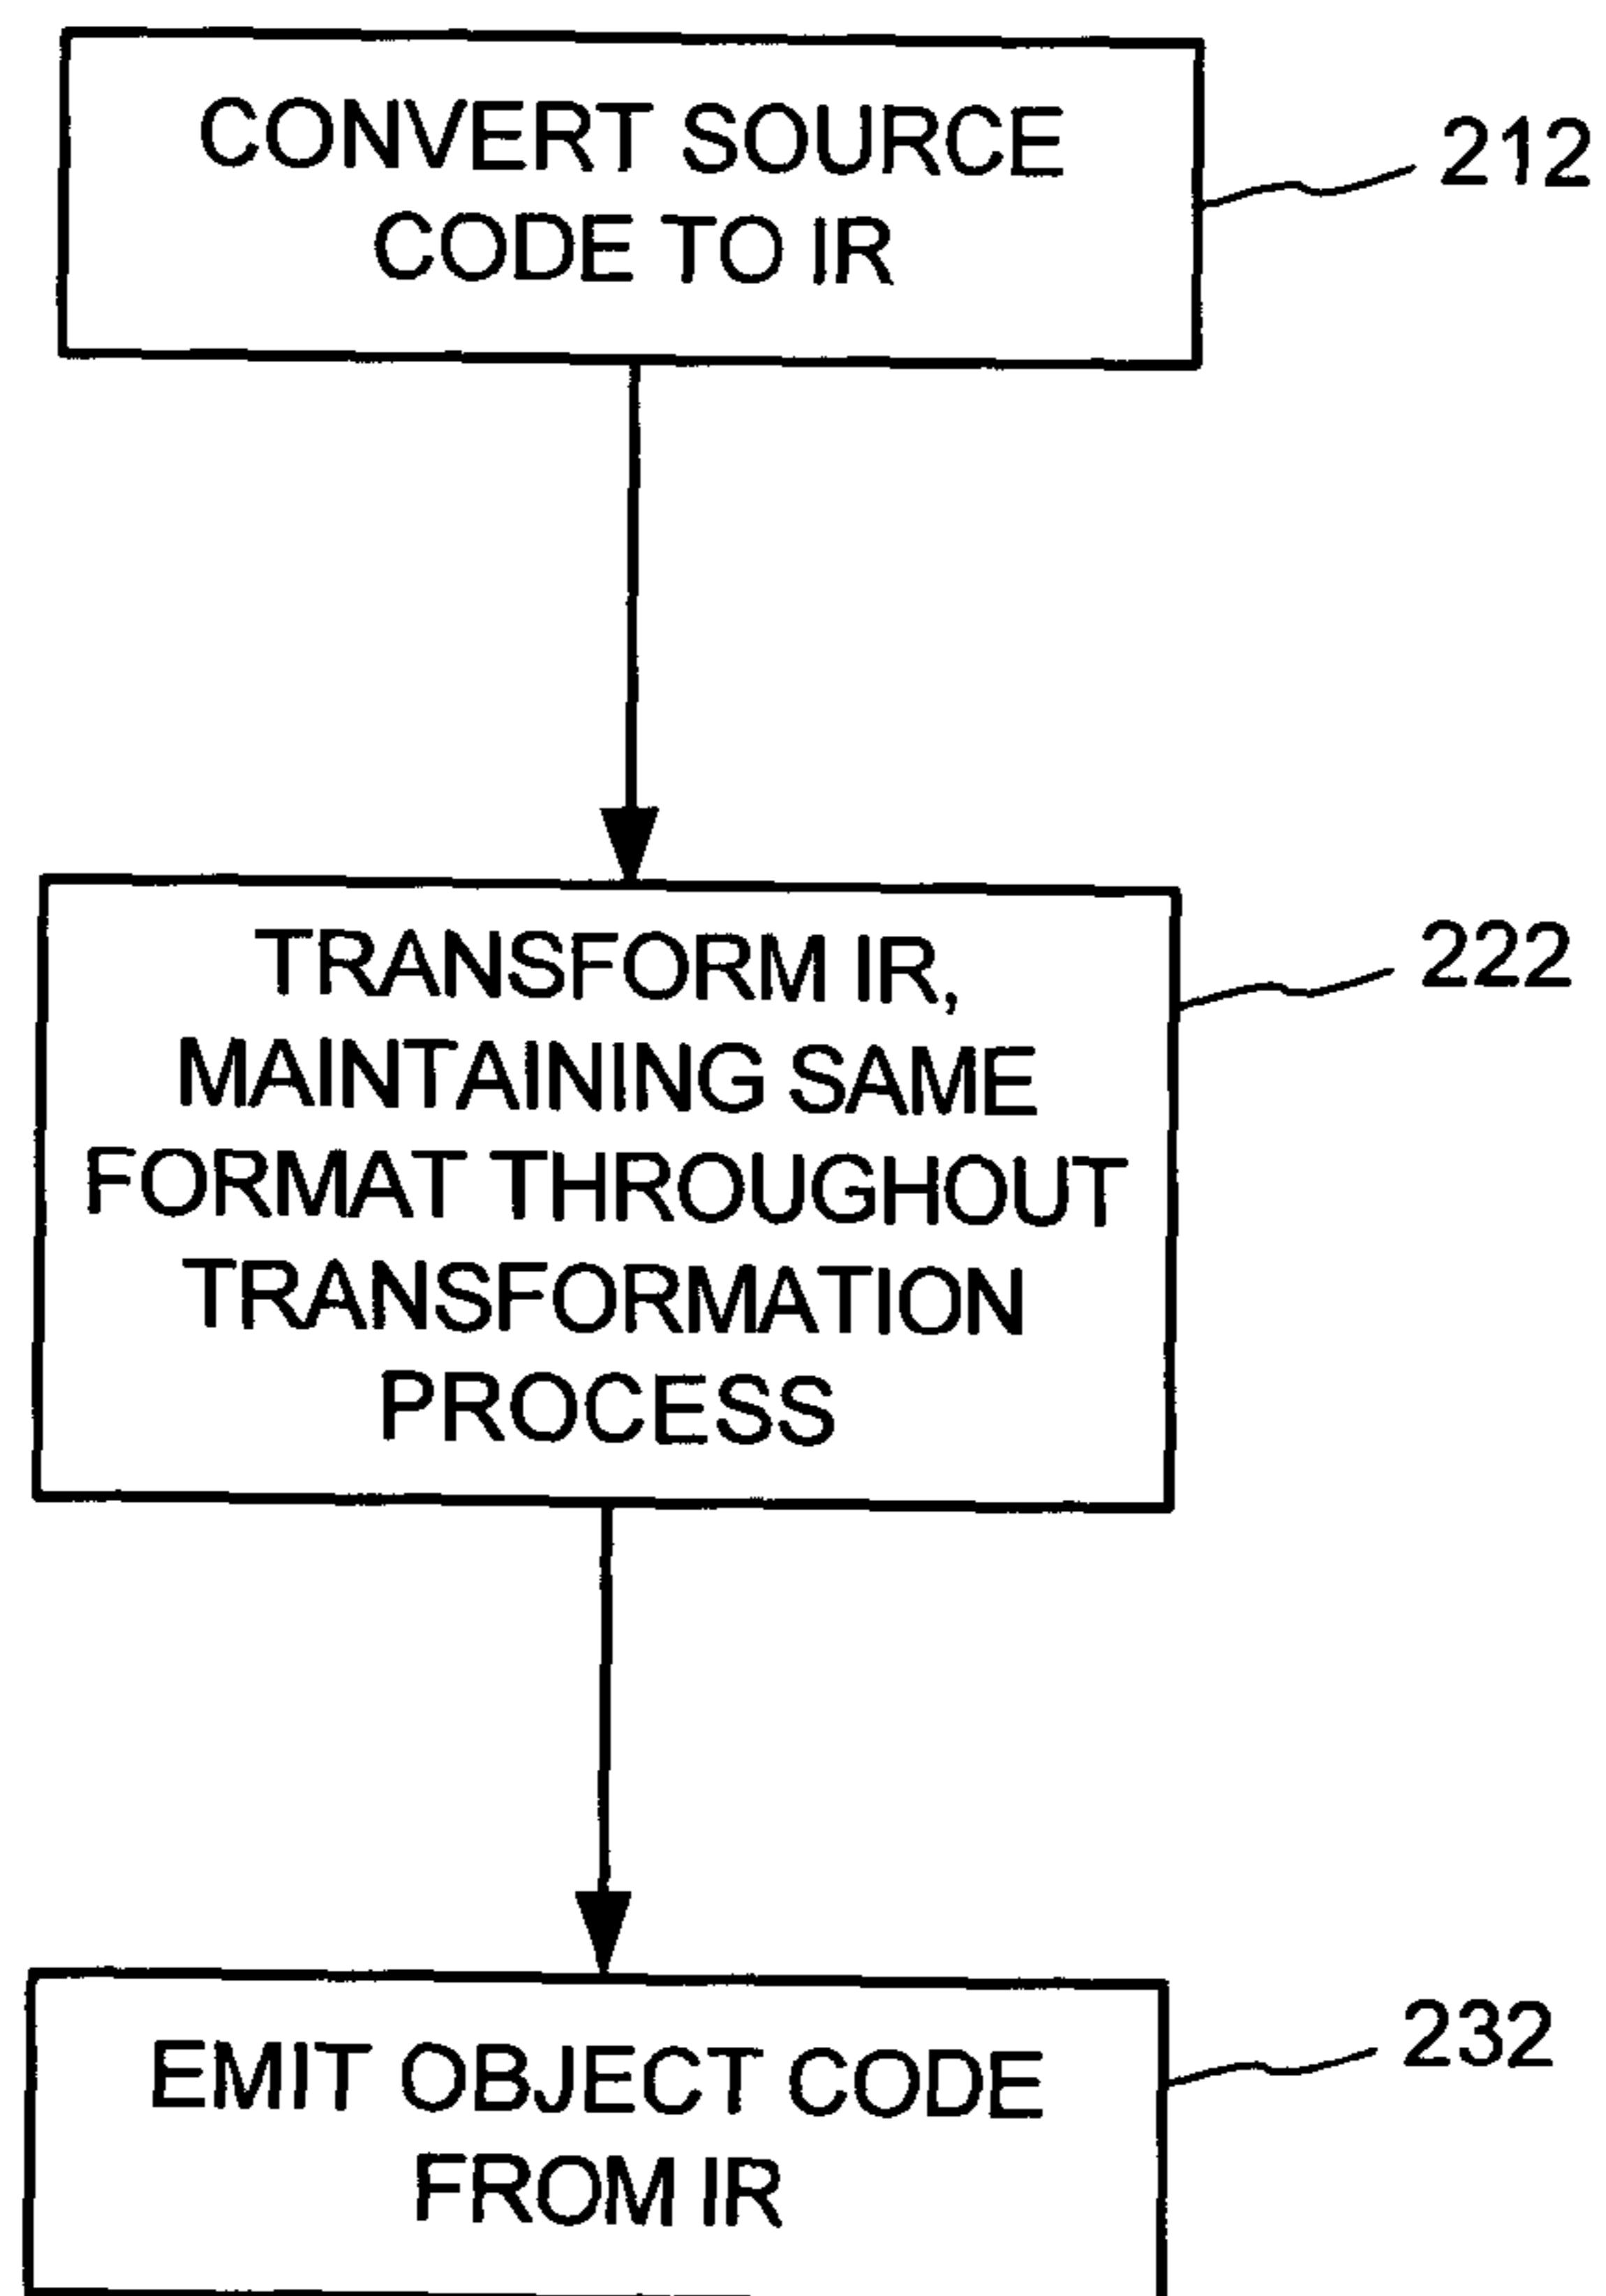 CONVERT SOURCE
CODE TO IR
212
TRANSFORM IR,
MAINTAINING SAME
FORMAT THROUGHOUT
TRANSFORMATION
PROCESS
222
EMIT OBJECT CODE
FROM IR
232